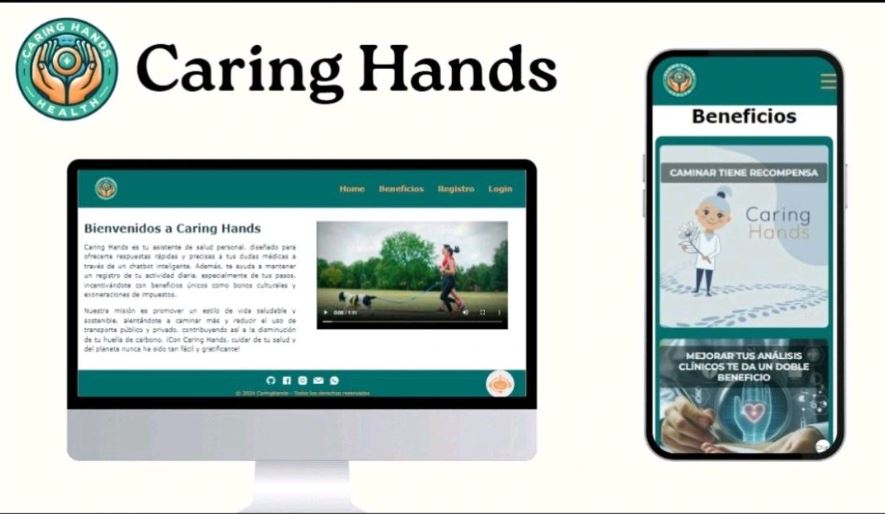 CARING HANDS
HEALTH
Caring Hands
Home Beneficios Registro Login
Bienvenidos a Caring Hands
Caring Hands es tu asistente de salud personal, diseñado para
ofrecerte respuestas rápidas y precisas a tus dudas médicas a
través de un chatbot inteligente. Además, te ayuda a mantener
un registro de tu actividad diaria, especialmente de tus pasos,
incentivándote con beneficios únicos como bonos culturales y
exoneraciones de impuestos.
Nuestra misión es promover un estilo de vida saludable y
sostenible, alentándote a caminar más y reducir el uso de
transporte público y privado, contribuyendo así a la disminución
de tu huella de carbono. ¡Con Caring Hands, cuidar de tu salud y
del planeta nunca ha sido tan fácil y gratificante!
© 2024 CaringHands - Todos los derechos reservados
Beneficios
CAMINAR TIENE RECOMPENSA
Caring
Hands
MEJORAR TUS ANÁLISIS
CLÍNICOS TE DA UN DOBLE
BENEFICIO